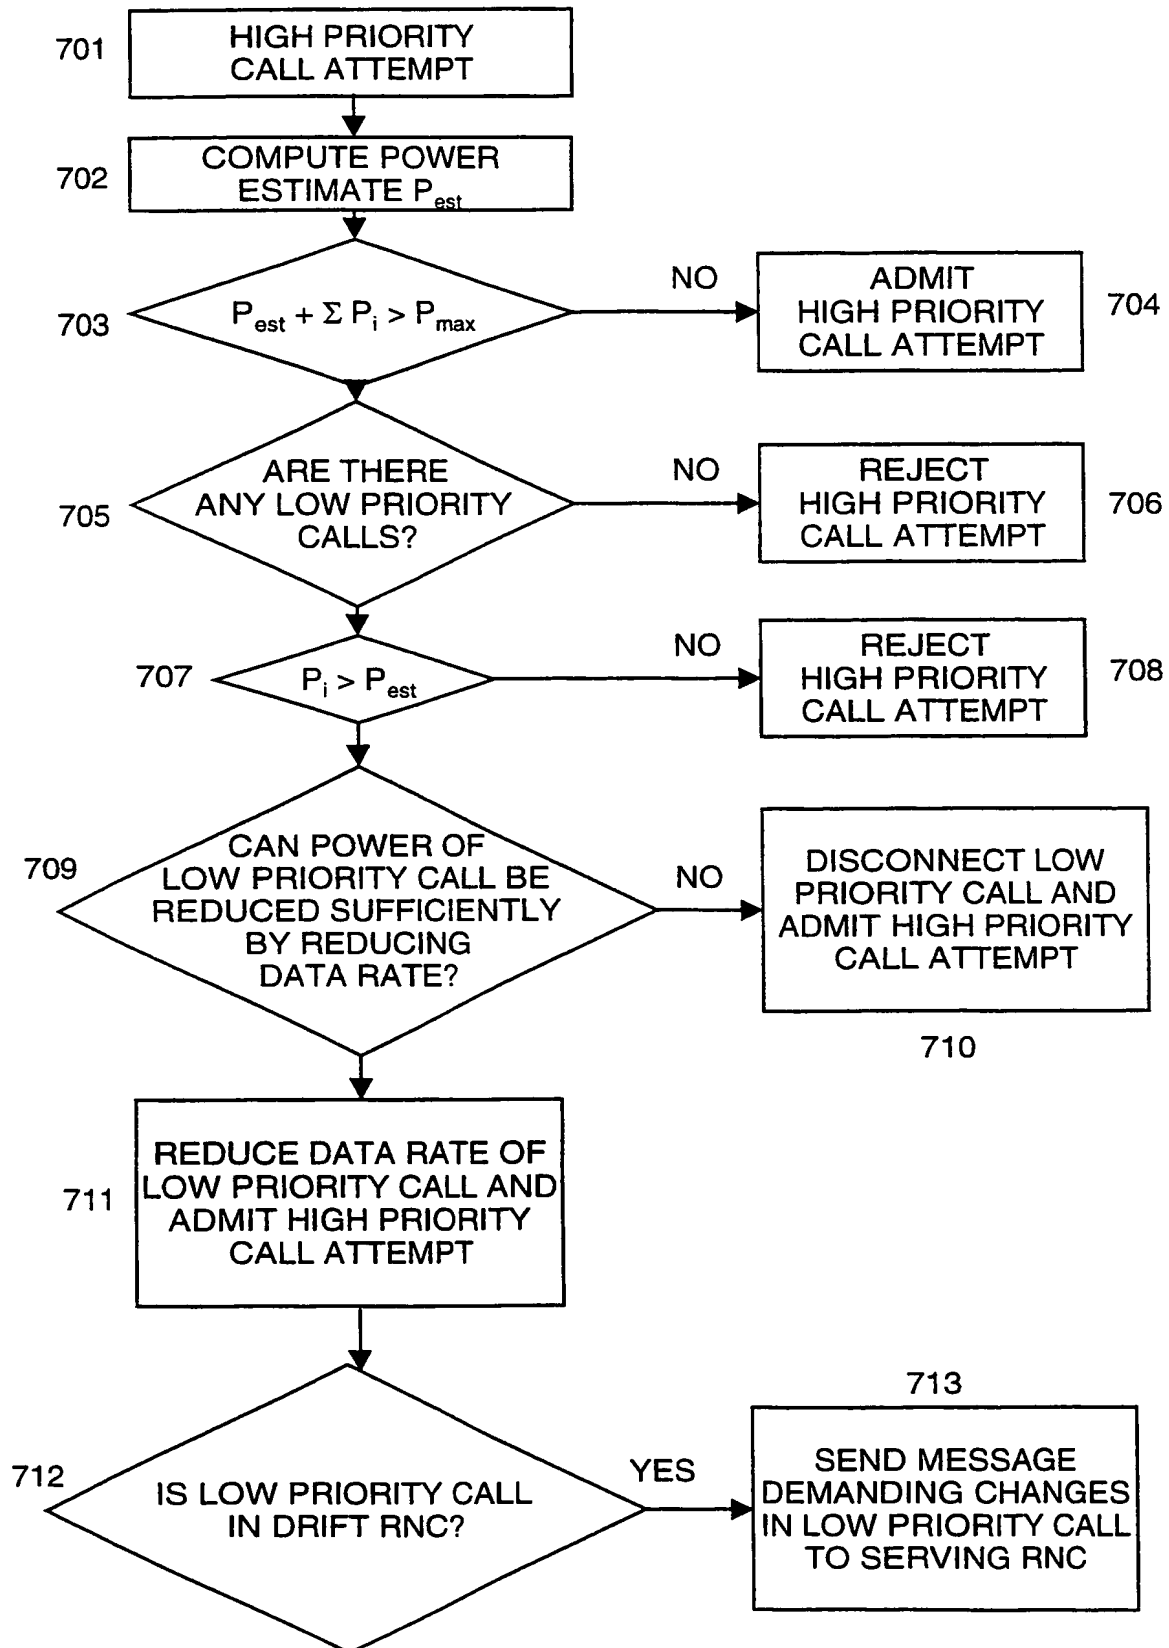 701
HIGH PRIORITY
CALL ATTEMPT
702
COMPUTE POWER
ESTIMATE Pest
703
Pest + Σ Pi > Pmax
NO
ADMIT
HIGH PRIORITY
CALL ATTEMPT
704
705
ARE THERE
ANY LOW PRIORITY
CALLS?
NO
REJECT
HIGH PRIORITY
CALL ATTEMPT
706
707
Pi > Pest
NO
REJECT
HIGH PRIORITY
CALL ATTEMPT
708
709
CAN POWER OF
LOW PRIORITY CALL BE
REDUCED SUFFICIENTLY
BY REDUCING
DATA RATE?
NO
DISCONNECT LOW
PRIORITY CALL AND
ADMIT HIGH PRIORITY
CALL ATTEMPT
710
711
REDUCE DATA RATE OF
LOW PRIORITY CALL AND
ADMIT HIGH PRIORITY
CALL ATTEMPT
712
IS LOW PRIORITY CALL
IN DRIFT RNC?
YES
713
SEND MESSAGE
DEMANDING CHANGES
IN LOW PRIORITY CALL
TO SERVING RNC